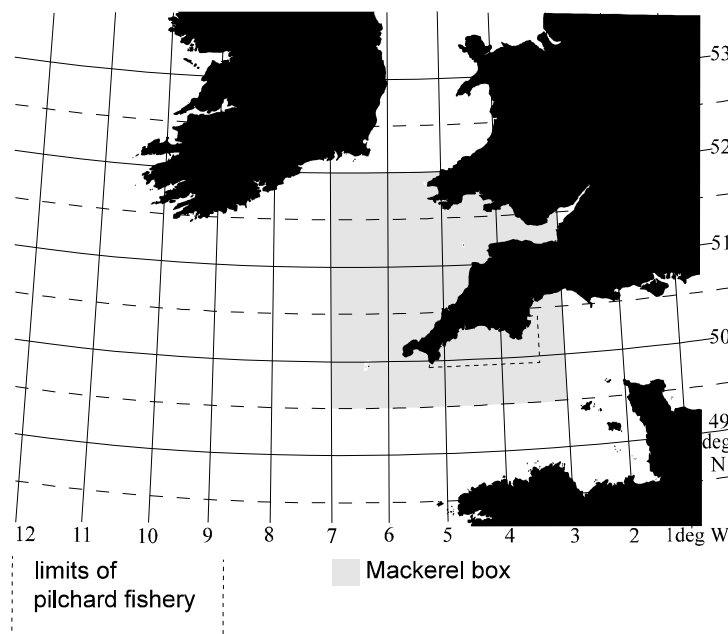 53
52
51
50
49
deg
N
12 11 10 9 8 7 6 5 4 3 2 1deg W
limits of
pilchard fishery
Mackerel box